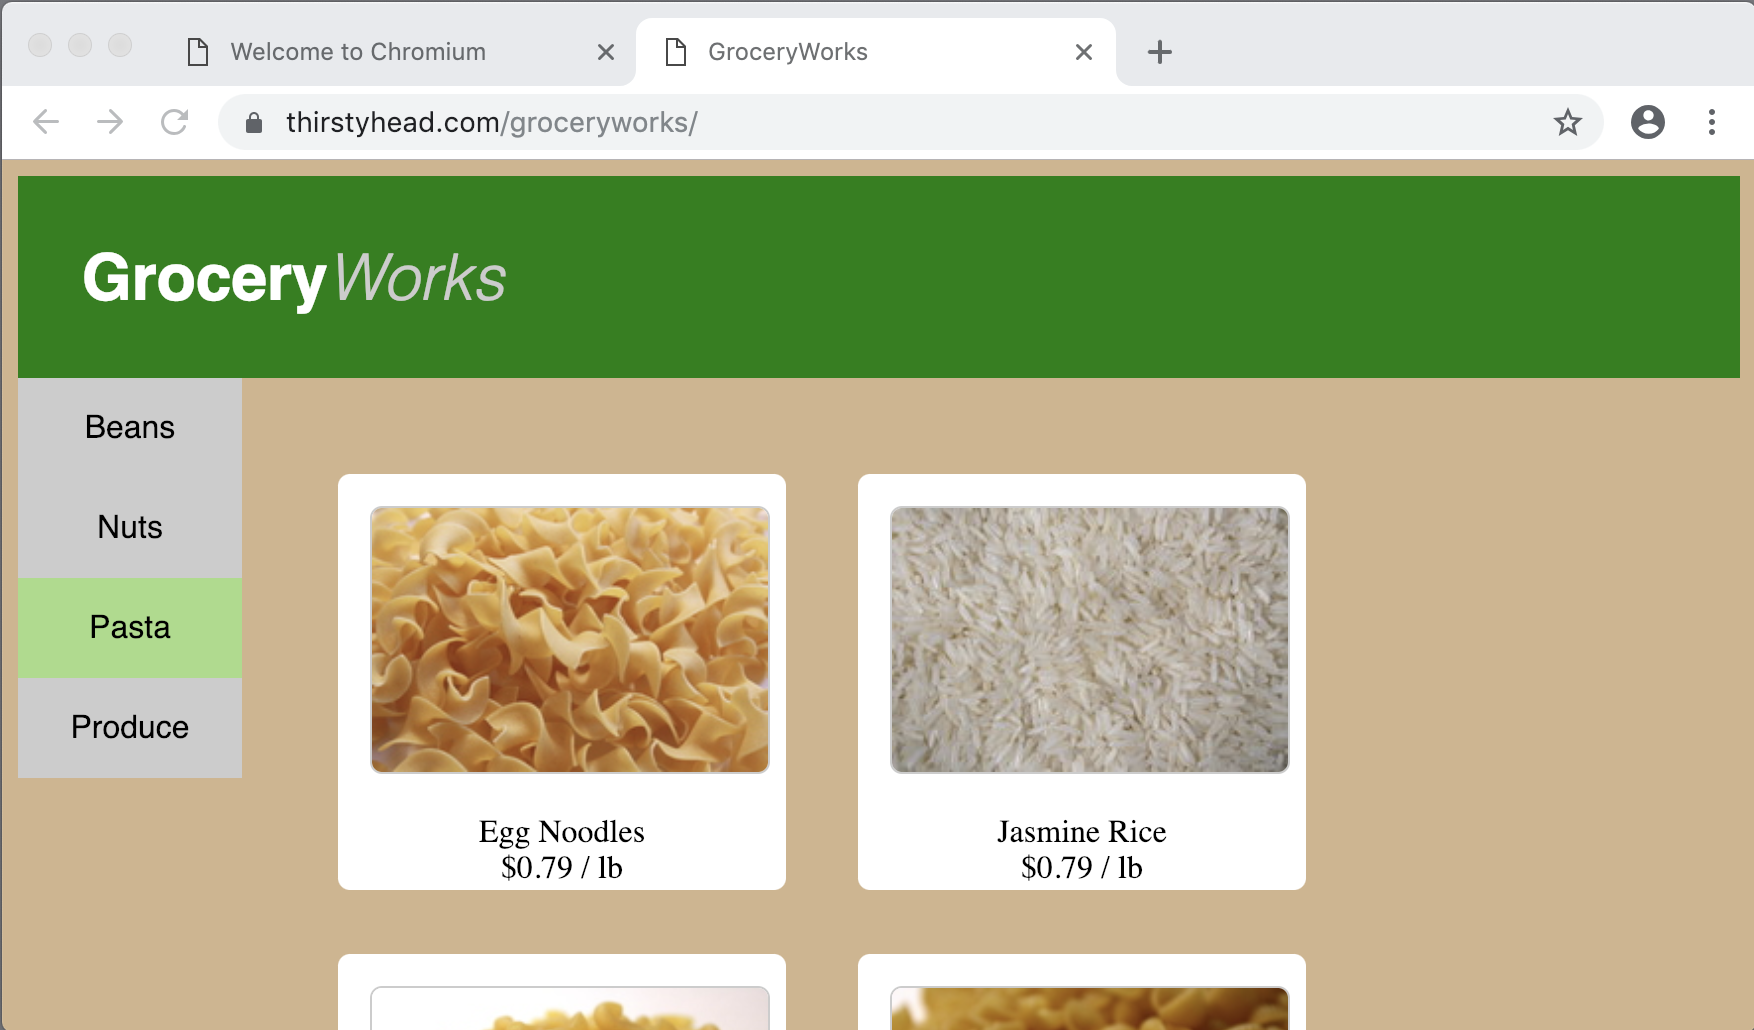 Welcome to Chromium
GroceryWorks
thirstyhead.com/groceryworks/
GroceryWorks
Beans
Nuts
Pasta
Produce
Egg Noodles
$0.79 / lb
Jasmine Rice
$0.79 / lb